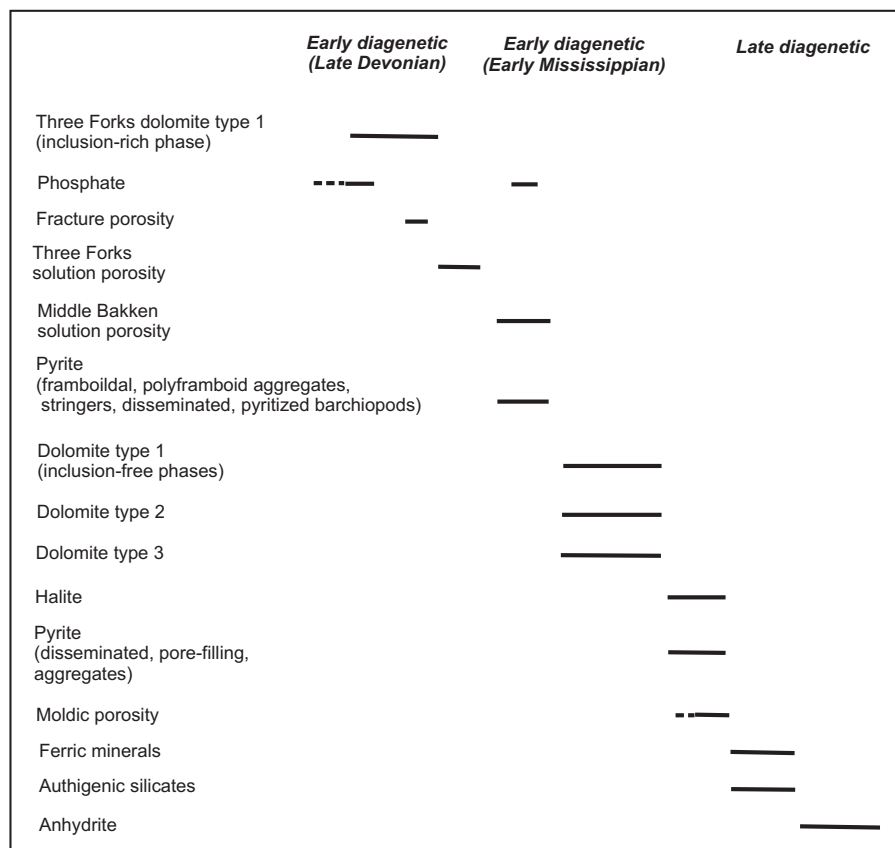 Early diagenetic
(Late Devonian)
Early diagenetic
(Early Mississippian)
Late diagenetic
Three Forks dolomite type 1
(inclusion-rich phase)
Phosphate
Fracture porosity
Three Forks
solution porosity
Middle Bakken
solution porosity
Pyrite
(framboildal, polyframboid aggregates,
stringers, disseminated, pyritized barchiopods)
Dolomite type 1
(inclusion-free phases)
Dolomite type 2
Dolomite type 3
Halite
Pyrite
(disseminated, pore-filling,
aggregates)
Moldic porosity
Ferric minerals
Authigenic silicates
Anhydrite